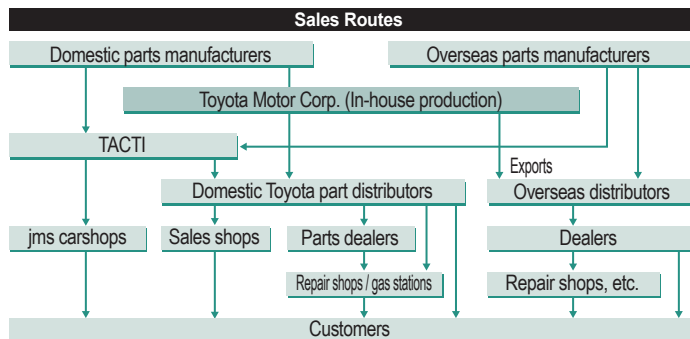 Sales Routes
Domestic parts manufacturers
Overseas parts manufacturers
Toyota Motor Corp. (In-house production)
TACTI
Exports
Domestic Toyota part distributors
Overseas distributors
jms carshops
Sales shops
Parts dealers
Dealers
Repair shops / gas stations
Repair shops, etc.
Customers